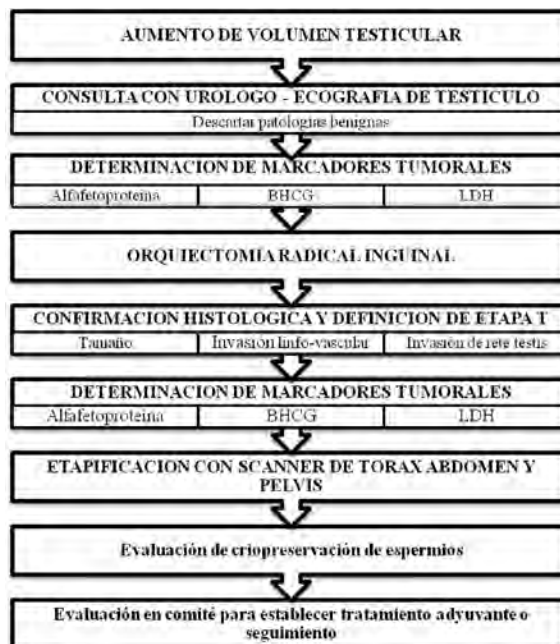 AUMENTO DE VOLUMEN TESTICULAR
CONSULTA CON UROLOGO - ECOGRAFIA DE TESTICULO
Descartar patologias benignas
DETERMINACION DE MARCADORES TUMORALES
Alfafetoproteina BHCG LDH
ORQUIECTOMÍA RADICAL INGUINAL
CONFIRMACION HISTOLOGICA Y DEFINICION DE ETAPA T
Tamaño Invasión linfo-vascular Invasión de rete testis
DETERMINACION DE MARCADORES TUMORALES
Alfafetoproteina BHCG LDH
ETAPIFICACION CON SCANNER DE TORAX ABDOMEN Y
PELVIS
Evaluación de criopreservación de espermios
Evaluación en comité para establecer tratamiento adyuvante o
seguimiento